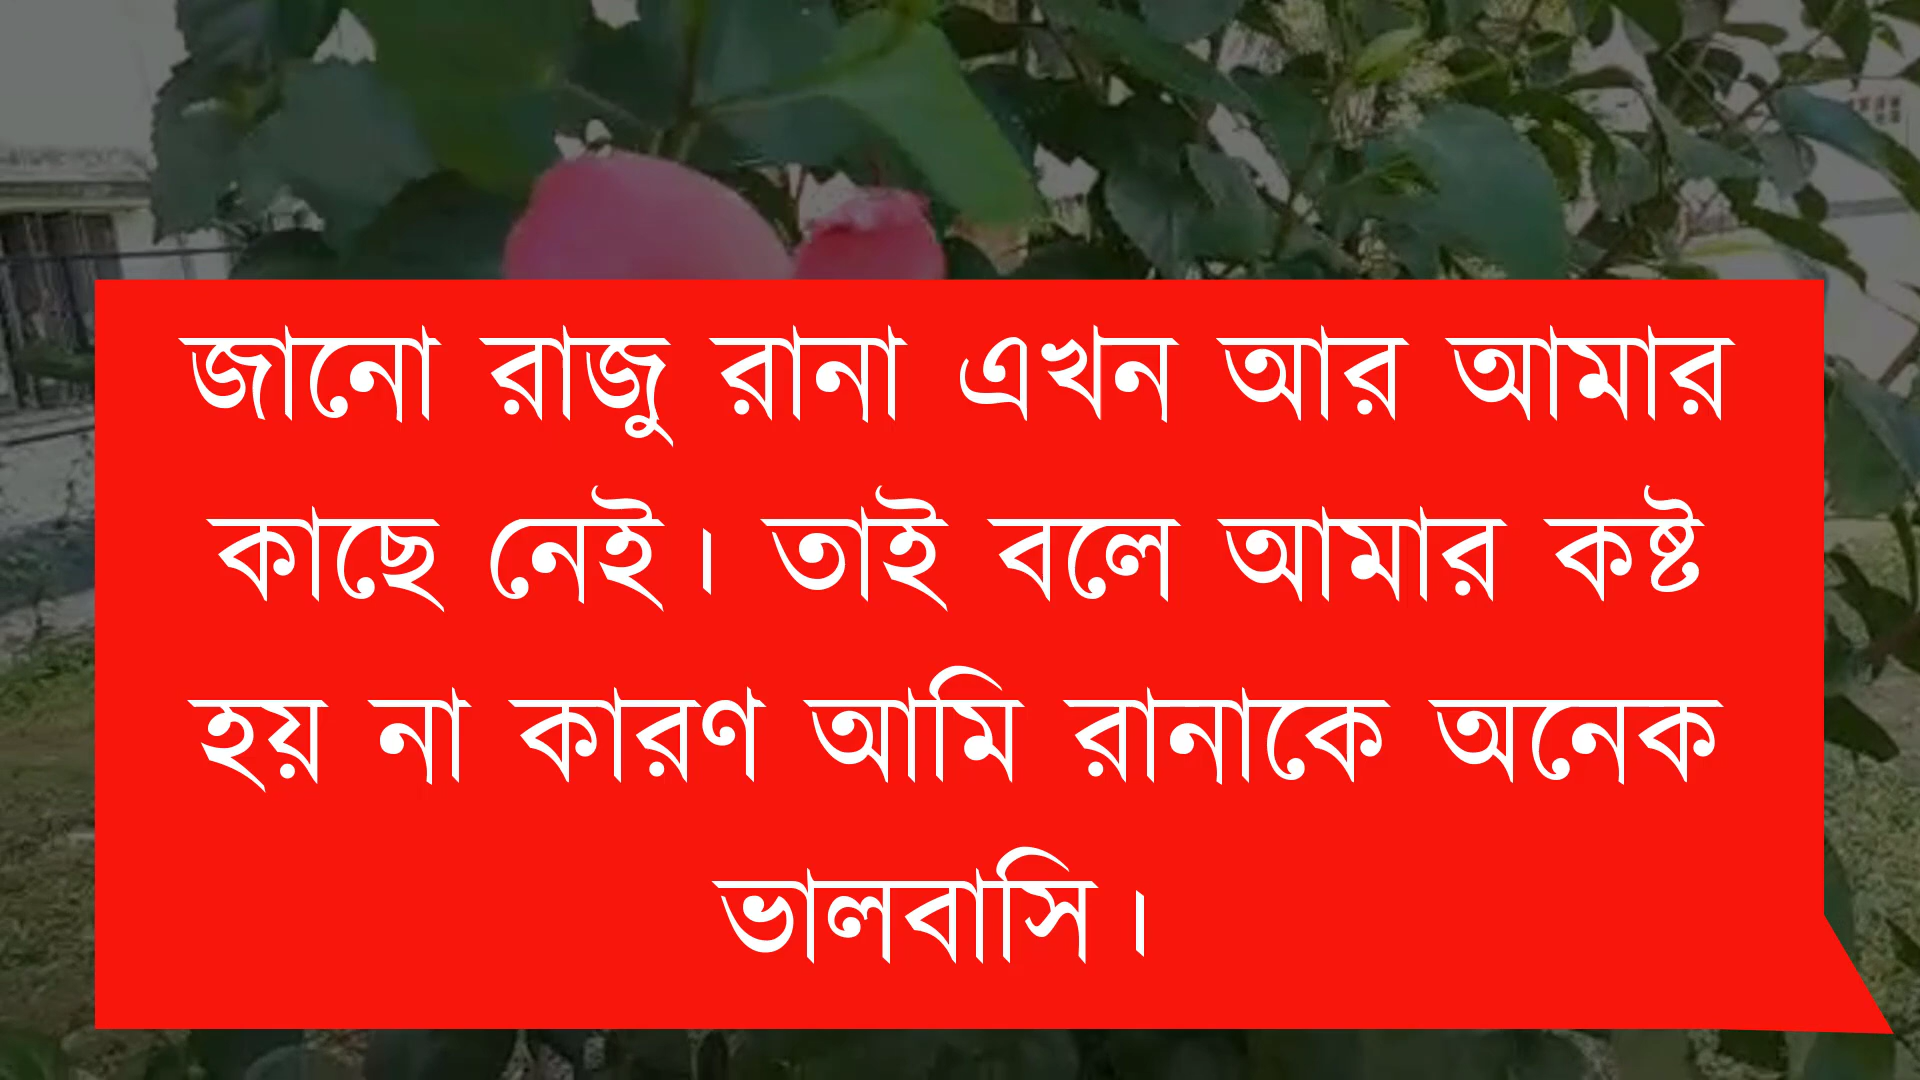 জানো রাজু রানা এখন আর আমার
কাছে নেই। তাই বলে আমার কষ্ট
হয় না কারণ আমি রানাকে অনেক
ভালবাসি।